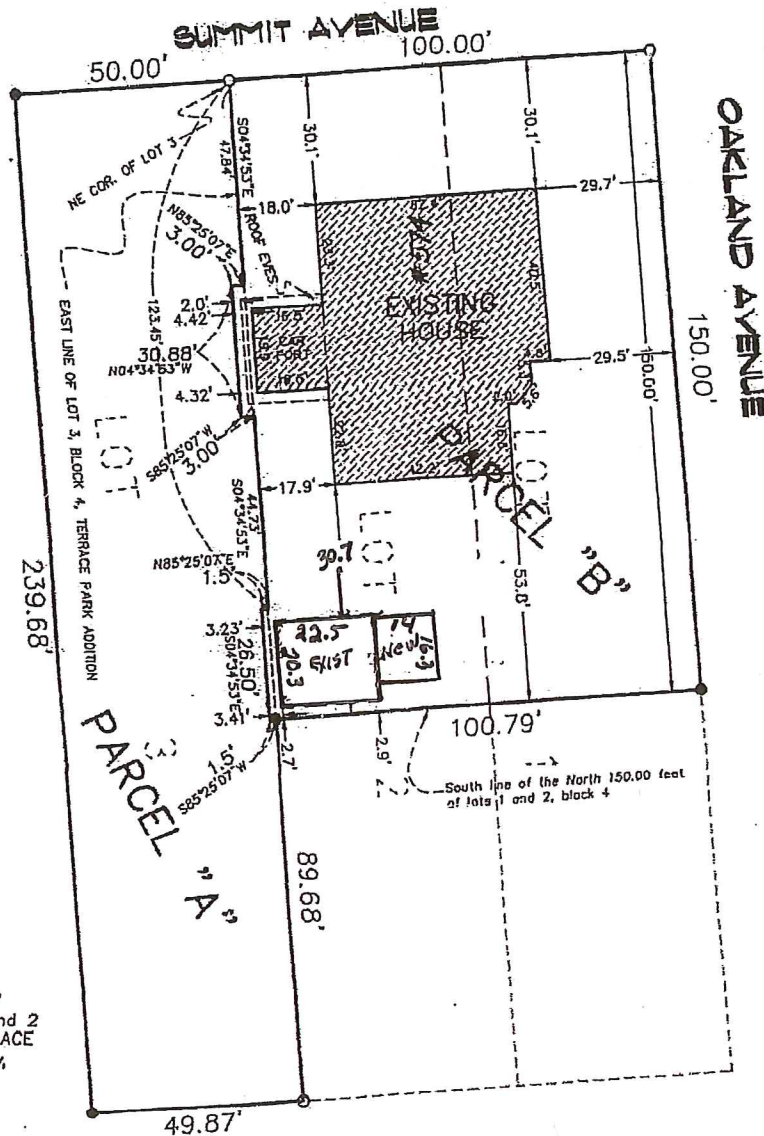 SUMMIT AVENUE
50.00'
100.00'
OAKLAND AVENUE
NE COR. OF LOT 3
S04°34'53"E
47.84'
30.1'
30.1'
18.0'
29.7'
N85°25'07"E
3.00'
ROOF EVES
EXISTING
HOUSE
2.0'
4.42'
16.5'
CAR
PORT
30.88'
N04°34'53"W
4.32'
123.45'
29.5'
150.00'
150.00'
S85°25'07"W
3.00'
EAST LINE OF LOT 3, BLOCK 4, TERRACE PARK ADDITION
LOT
LOT
LOT
PARCEL "B"
17.9'
44.73'
S04°34'53"E
30.7
N85°25'07"E
1.5'
53.8'
239.68'
3.23'
26.50'
S04°34'53"E
22.5
EXIST
20.3
14
New
16.3
3.41'
100.79'
1.5'
S85°25'07"W
2.7'
2.9'
South line of the North 150.00 feet
of lots 1 and 2, block 4
PARCEL "A"
89.68'
nd 2
ACE
49.87'